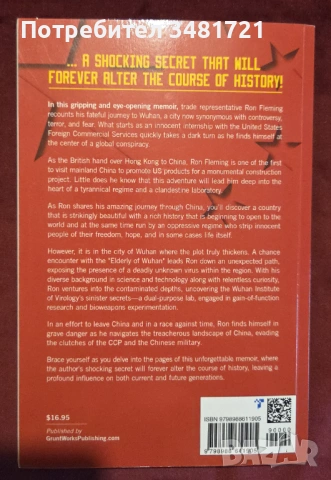 Потребител 3481721
... A SHOCKING SECRET THAT WILL
FOREVER ALTER THE COURSE OF HISTORY!
In this gripping and eye-opening memoir, trade representative Ron Fleming
recounts his fateful journey to Wuhan, a city now synonymous with controversy,
terror, and fear. What starts as an innocent internship with the United States
Foreign Commercial Services quickly takes a dark turn as he finds himself at
the center of a global conspiracy.
As the British hand over Hong Kong to China, Ron Fleming is one of the first
to visit mainland China to promote US products for a monumental construction
project. Little does he know that this adventure will lead him deep into the
heart of a tyrannical regime and a clandestine laboratory.
As Ron shares his amazing journey through China, you'll discover a country
that is strikingly beautiful with a rich history that is beginning to open to the
world and at the same time run by an oppressive regime who strip innocent
people of their freedom, hope, and in some cases life itself.
However, it is in the city of Wuhan where the plot truly thickens. A chance
encounter with the "Elderly of Wuhan" leads Ron down an unexpected path,
exposing the presence of a deadly unknown virus within the region. With his
diverse background in science and technology along with relentless curiosity,
Ron ventures into the contaminated depths, uncovering the Wuhan Institute
of Virology's sinister secrets—a dual-purpose lab, engaged in gain-of-function
research and bioweapons experimentation.
In an effort to leave China and in a race against time, Ron finds himself in
grave danger as he navigates the treacherous landscape of China, evading
the clutches of the CCP and the Chinese military.
Brace yourself as you delve into the pages of this unforgettable memoir, where
the author's shocking secret will forever alter the course of history, leaving a
profound influence on both current and future generations.
$16.95
Published by
GruntWorksPublishing.com
ISBN 9798988611905
90000
9 798988 611905
BAZAR